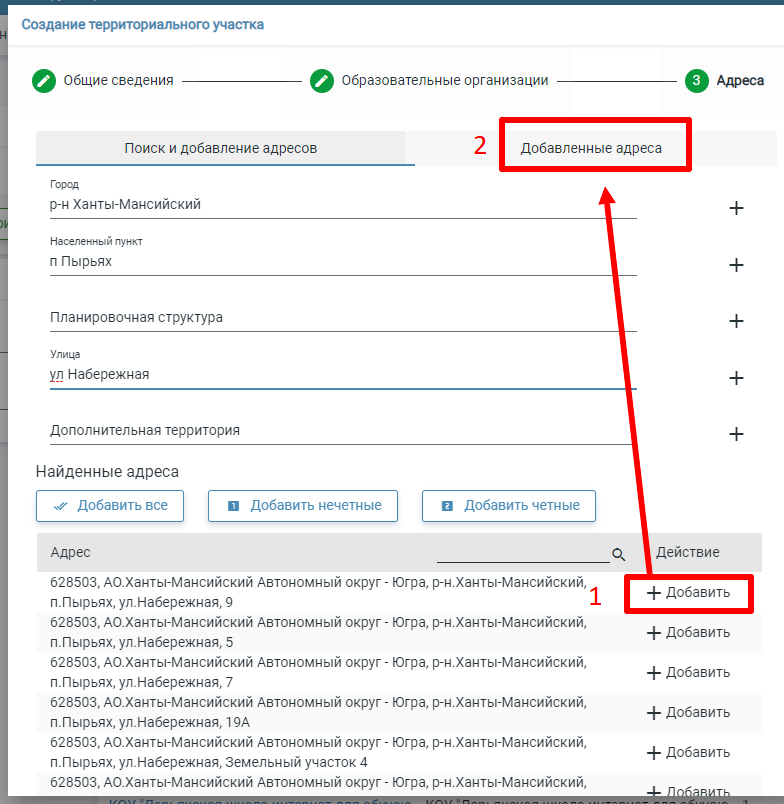 Создание территориального участка
Общие сведения
Образовательные организации
3 Адреса
Поиск и добавление адресов
2 Добавленные адреса
Город
р-н Ханты-Мансийский
Населенный пункт
п Пырьях
Планировочная структура
Улица
ул Набережная
Дополнительная территория
Найденные адреса
Добавить все
1 Добавить нечетные
2 Добавить четные
Адрес Действие
628503, АО.Ханты-Мансийский Автономный округ - Югра, р-н.Ханты-Мансийский,
п.Пырьях, ул.Набережная, 9
1 + Добавить
628503, АО.Ханты-Мансийский Автономный округ - Югра, р-н.Ханты-Мансийский,
п.Пырьях, ул.Набережная, 5
+ Добавить
628503, АО.Ханты-Мансийский Автономный округ - Югра, р-н.Ханты-Мансийский,
п.Пырьях, ул.Набережная, 7
+ Добавить
628503, АО.Ханты-Мансийский Автономный округ - Югра, р-н.Ханты-Мансийский,
п.Пырьях, ул.Набережная, 19А
+ Добавить
628503, АО.Ханты-Мансийский Автономный округ - Югра, р-н.Ханты-Мансийский,
п.Пырьях, ул.Набережная, Земельный участок 4
+ Добавить
628503, АО.Ханты-Мансийский Автономный округ - Югра, р-н.Ханты-Мансийский,
+ Добавить